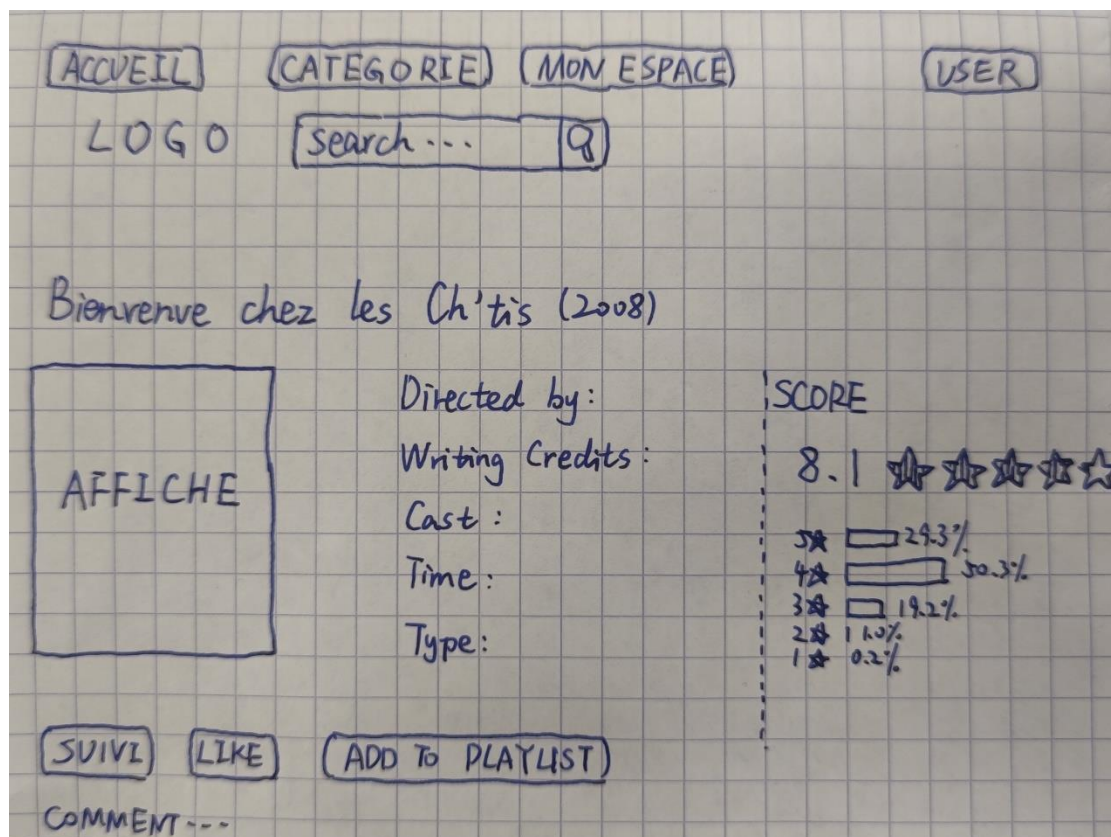 ACCUEIL CATEGORIE MON ESPACE USER
LOGO search...
Bienvenue chez les Ch'tis (2008)
AFFICHE
Directed by:
Writing Credits:
Cast:
Time:
Type:
SCORE
8.1 ☆☆☆☆☆
5★ 29.3%
4★ 50.3%
3★ 19.2%
2★ 1.0%
1★ 0.2%
SUIVI LIKE ADD TO PLAYLIST
COMMENT---